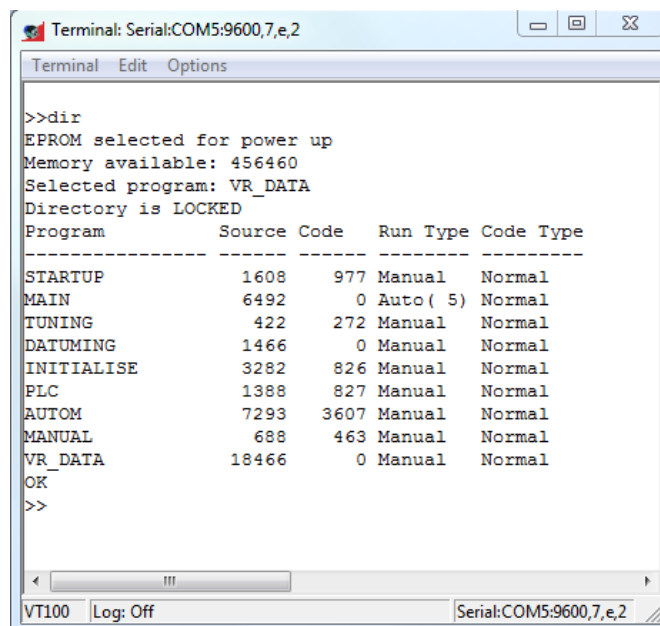 Terminal: Serial:COM5:9600,7,e,2
Terminal Edit Options
>>dir
EPROM selected for power up
Memory available: 456460
Selected program: VR_DATA
Directory is LOCKED
Program Source Code Run Type Code Type
---------------- ------ ------ -------- ---------
STARTUP 1608 977 Manual Normal
MAIN 6492 0 Auto( 5) Normal
TUNING 422 272 Manual Normal
DATUMING 1466 0 Manual Normal
INITIALISE 3282 826 Manual Normal
PLC 1388 827 Manual Normal
AUTOM 7293 3607 Manual Normal
MANUAL 688 463 Manual Normal
VR_DATA 18466 0 Manual Normal
OK
>>
VT100 Log: Off Serial:COM5:9600,7,e,2